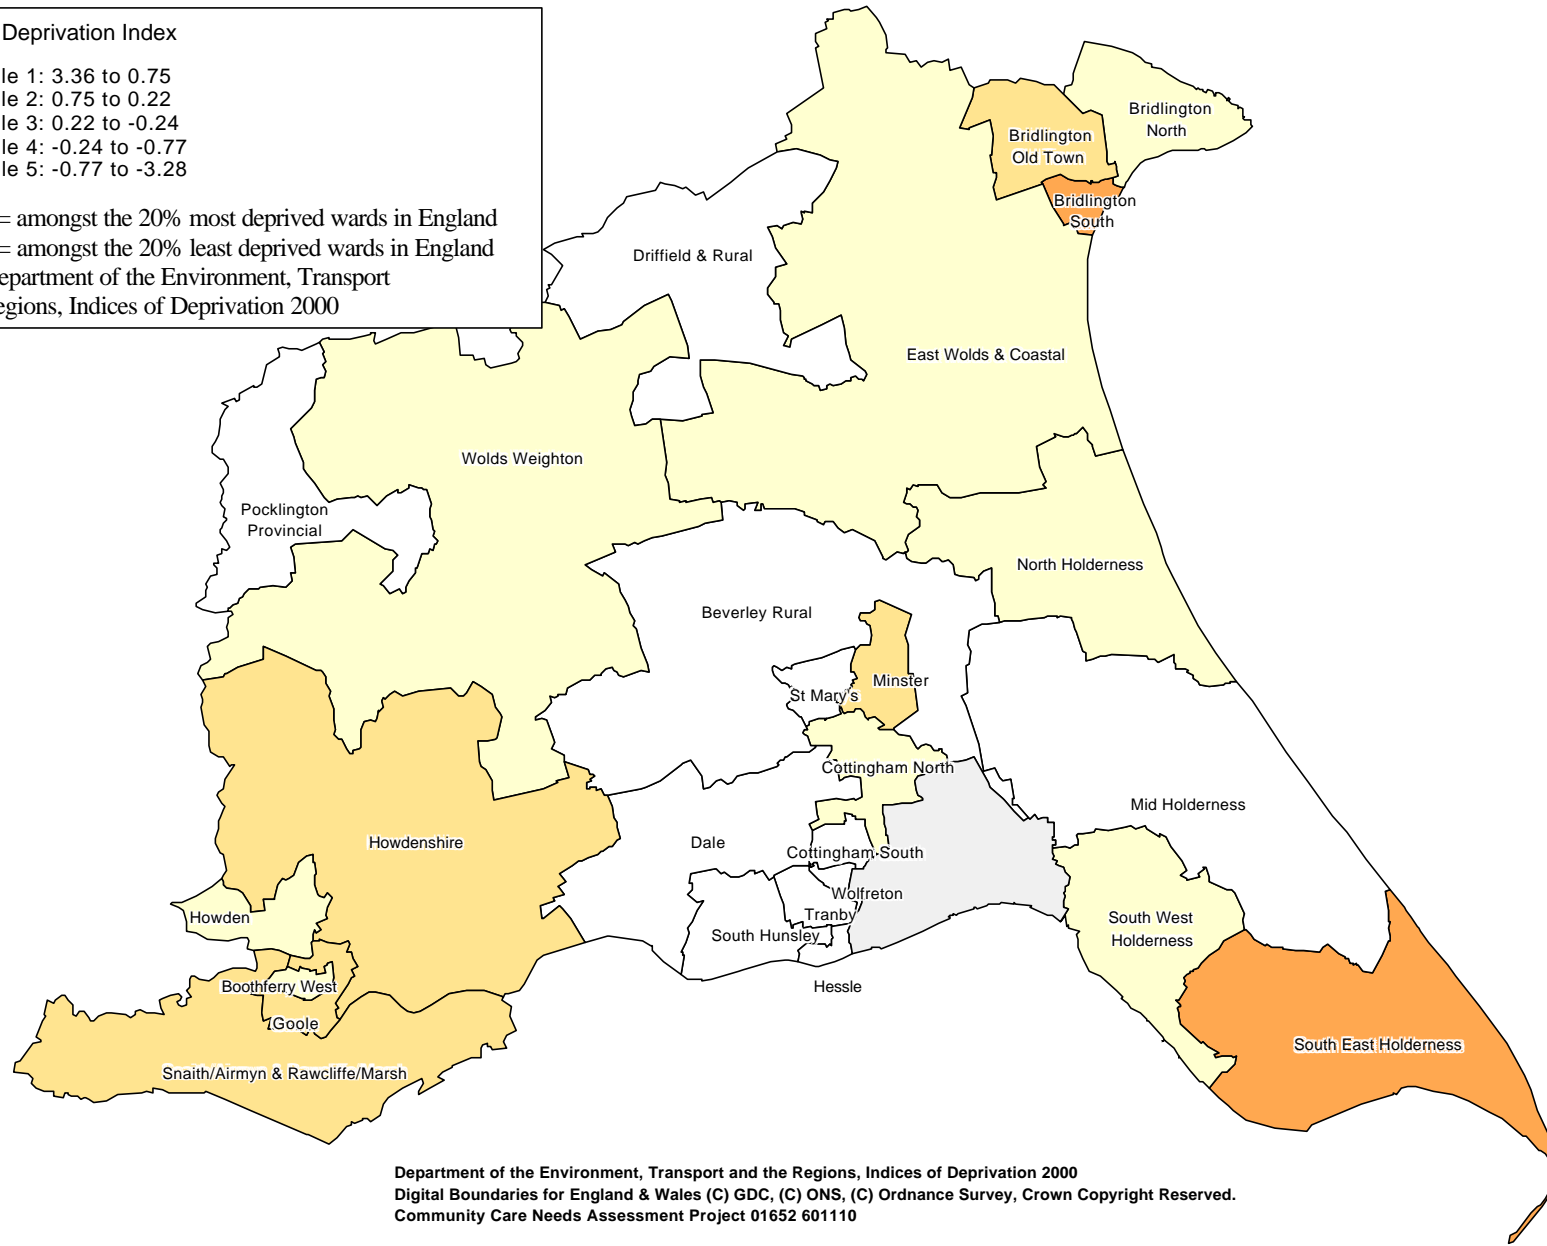 Deprivation Index
le 1: 3.36 to 0.75
le 2: 0.75 to 0.22
le 3: 0.22 to -0.24
le 4: -0.24 to -0.77
le 5: -0.77 to -3.28
= amongst the 20% most deprived wards in England
= amongst the 20% least deprived wards in England
epartment of the Environment, Transport
egions, Indices of Deprivation 2000
Bridlington
North
Bridlington
Old Town
Bridlington
South
Driffield & Rural
East Wolds & Coastal
Wolds Weighton
Pocklington
Provincial
North Holderness
Beverley Rural
Minster
St Mary's
Cottingham North
Mid Holderness
Howdenshire
Dale
Cottingham South
Wolfreton
Tranby
Howden
South Hunsley
South West
Holderness
Boothferry West
Hessle
Goole
South East Holderness
Snaith/Airmyn & Rawcliffe/Marsh
Department of the Environment, Transport and the Regions, Indices of Deprivation 2000
Digital Boundaries for England & Wales (C) GDC, (C) ONS, (C) Ordnance Survey, Crown Copyright Reserved.
Community Care Needs Assessment Project 01652 601110